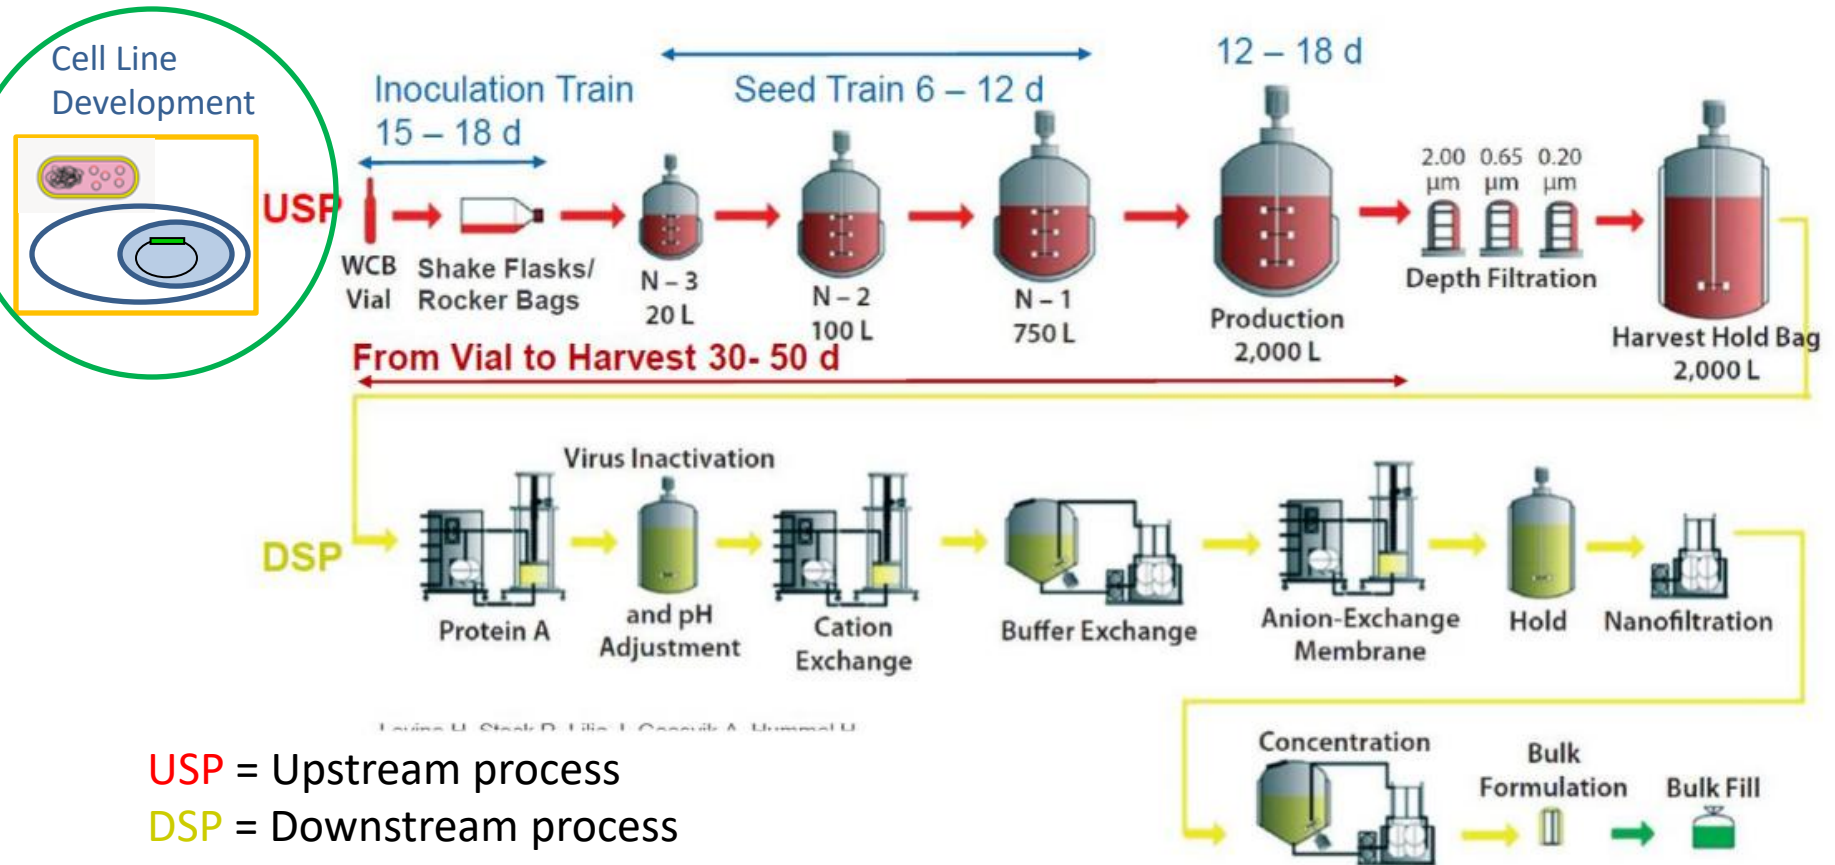 Cell Line
Development
Inoculation Train
15 – 18 d
Seed Train 6 – 12 d
12 – 18 d
2.00 0.65 0.20
µm µm µm
USP
WCB
Vial
Shake Flasks/
Rocker Bags
N – 3
20 L
N – 2
100 L
N – 1
750 L
Production
2,000 L
Depth Filtration
Harvest Hold Bag
2,000 L
From Vial to Harvest 30- 50 d
DSP
Protein A
Virus Inactivation
and pH
Adjustment
Cation
Exchange
Buffer Exchange
Anion-Exchange
Membrane
Hold
Nanofiltration
Concentration
Bulk
Formulation
Bulk Fill
USP = Upstream process
DSP = Downstream process